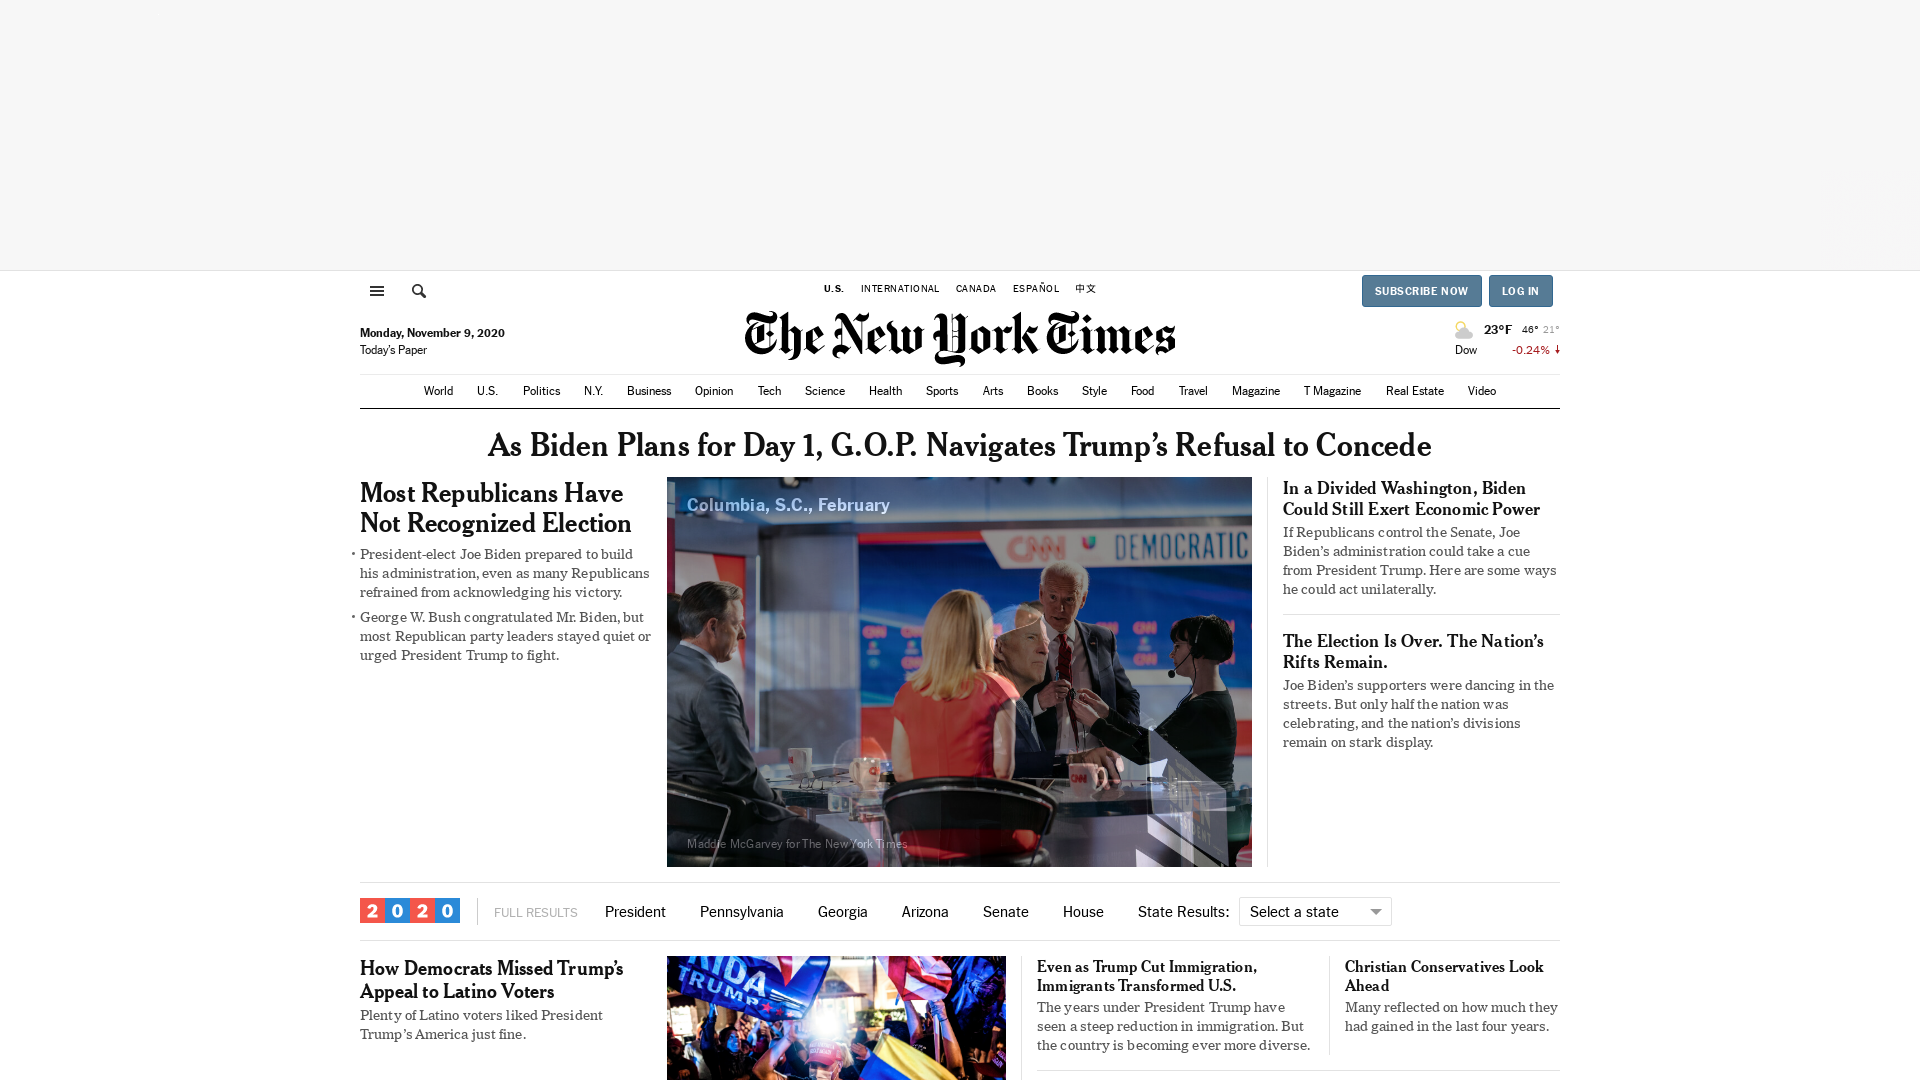 U.S. INTERNATIONAL CANADA ESPAÑOL 中文
SUBSCRIBE NOW LOG IN
The New York Times
Monday, November 9, 2020
Today's Paper
23°F 46° 21°
Dow -0.24% ↓
World U.S. Politics N.Y. Business Opinion Tech Science Health Sports Arts Books Style Food Travel Magazine T Magazine Real Estate Video
As Biden Plans for Day 1, G.O.P. Navigates Trump’s Refusal to Concede
Most Republicans Have
Not Recognized Election
• President-elect Joe Biden prepared to build
his administration, even as many Republicans
refrained from acknowledging his victory.
• George W. Bush congratulated Mr. Biden, but
most Republican party leaders stayed quiet or
urged President Trump to fight.
Columbia, S.C., February
CNN DEMOCRATIC
CNN
CNN
Maddie McGarvey for The New York Times
In a Divided Washington, Biden
Could Still Exert Economic Power
If Republicans control the Senate, Joe
Biden’s administration could take a cue
from President Trump. Here are some ways
he could act unilaterally.
The Election Is Over. The Nation’s
Rifts Remain.
Joe Biden’s supporters were dancing in the
streets. But only half the nation was
celebrating, and the nation’s divisions
remain on stark display.
2020 FULL RESULTS President Pennsylvania Georgia Arizona Senate House State Results: Select a state
How Democrats Missed Trump’s
Appeal to Latino Voters
Plenty of Latino voters liked President
Trump’s America just fine.
TRUMP
Even as Trump Cut Immigration,
Immigrants Transformed U.S.
The years under President Trump have
seen a steep reduction in immigration. But
the country is becoming ever more diverse.
Christian Conservatives Look
Ahead
Many reflected on how much they
had gained in the last four years.